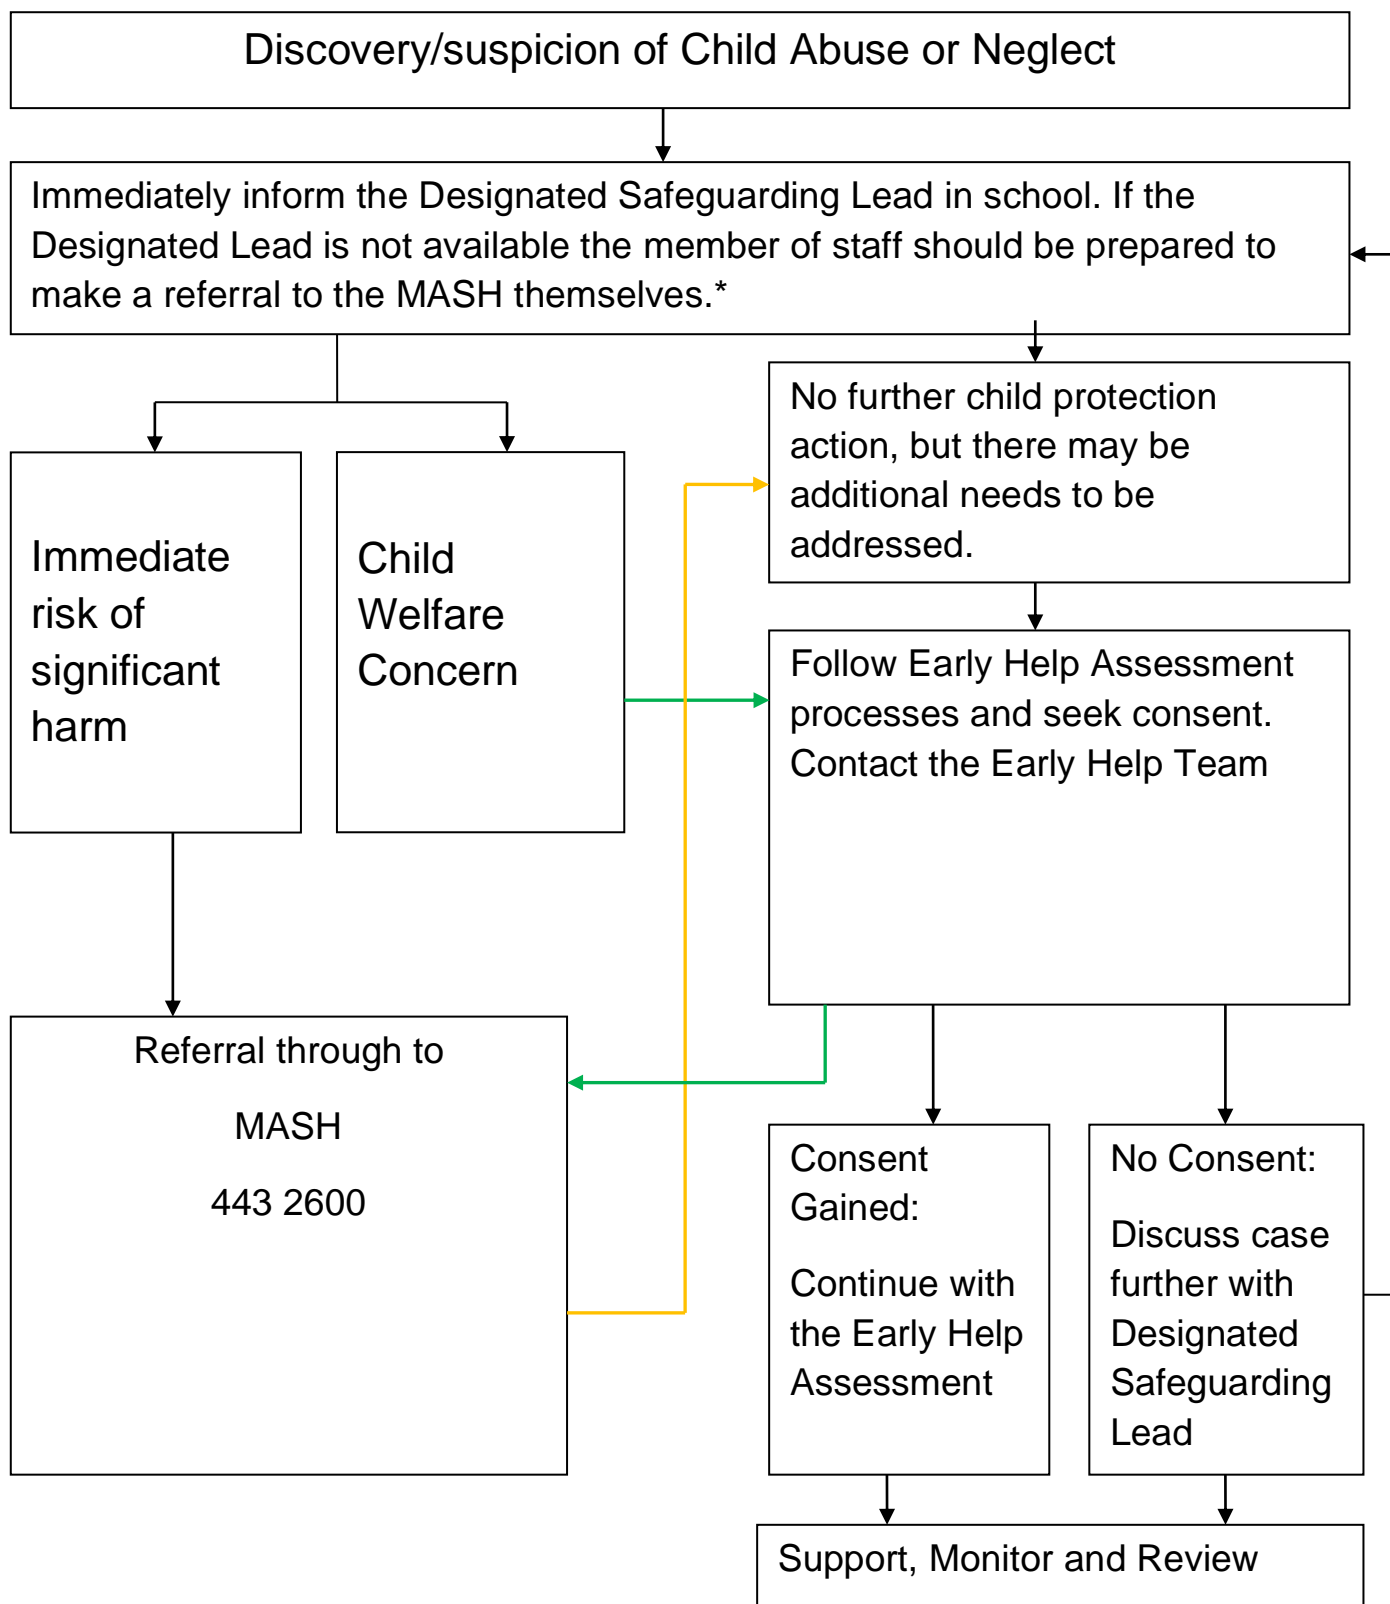 Discovery/suspicion of Child Abuse or Neglect
Immediately inform the Designated Safeguarding Lead in school. If the
Designated Lead is not available the member of staff should be prepared to
make a referral to the MASH themselves.*
No further child protection
action, but there may be
additional needs to be
addressed.
Immediate
risk of
significant
harm
Child
Welfare
Concern
Follow Early Help Assessment
processes and seek consent.
Contact the Early Help Team
Referral through to
MASH
443 2600
Consent
Gained:
Continue with
the Early Help
Assessment
No Consent:
Discuss case
further with
Designated
Safeguarding
Lead
Support, Monitor and Review